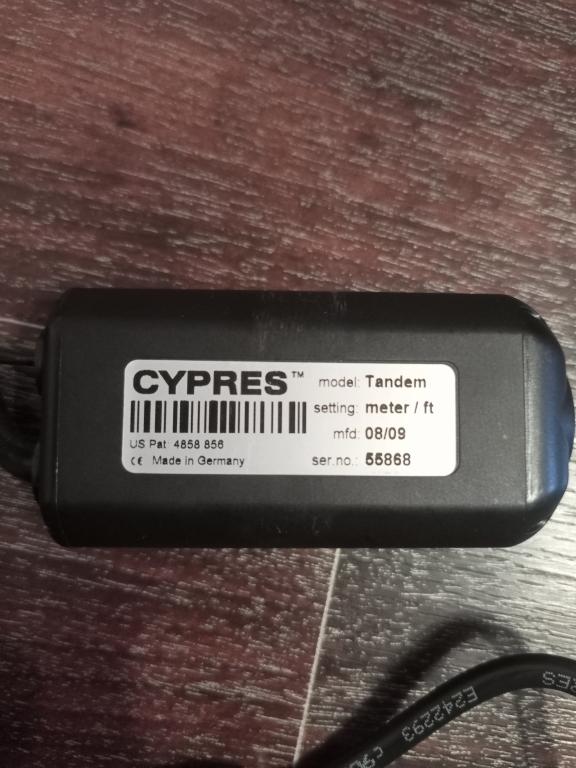 CYPRES™
US Pat: 4858 856
CE Made in Germany
model: Tandem
setting: meter / ft
mfd: 08/09
ser.no.: 55868
E242293